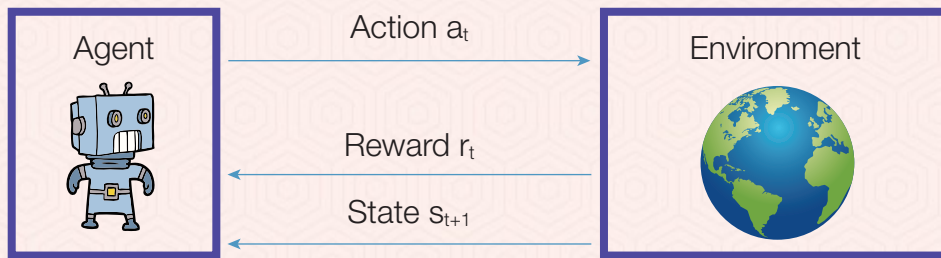 Agent
Action aₜ
Environment
Reward rₜ
State sₜ₊₁